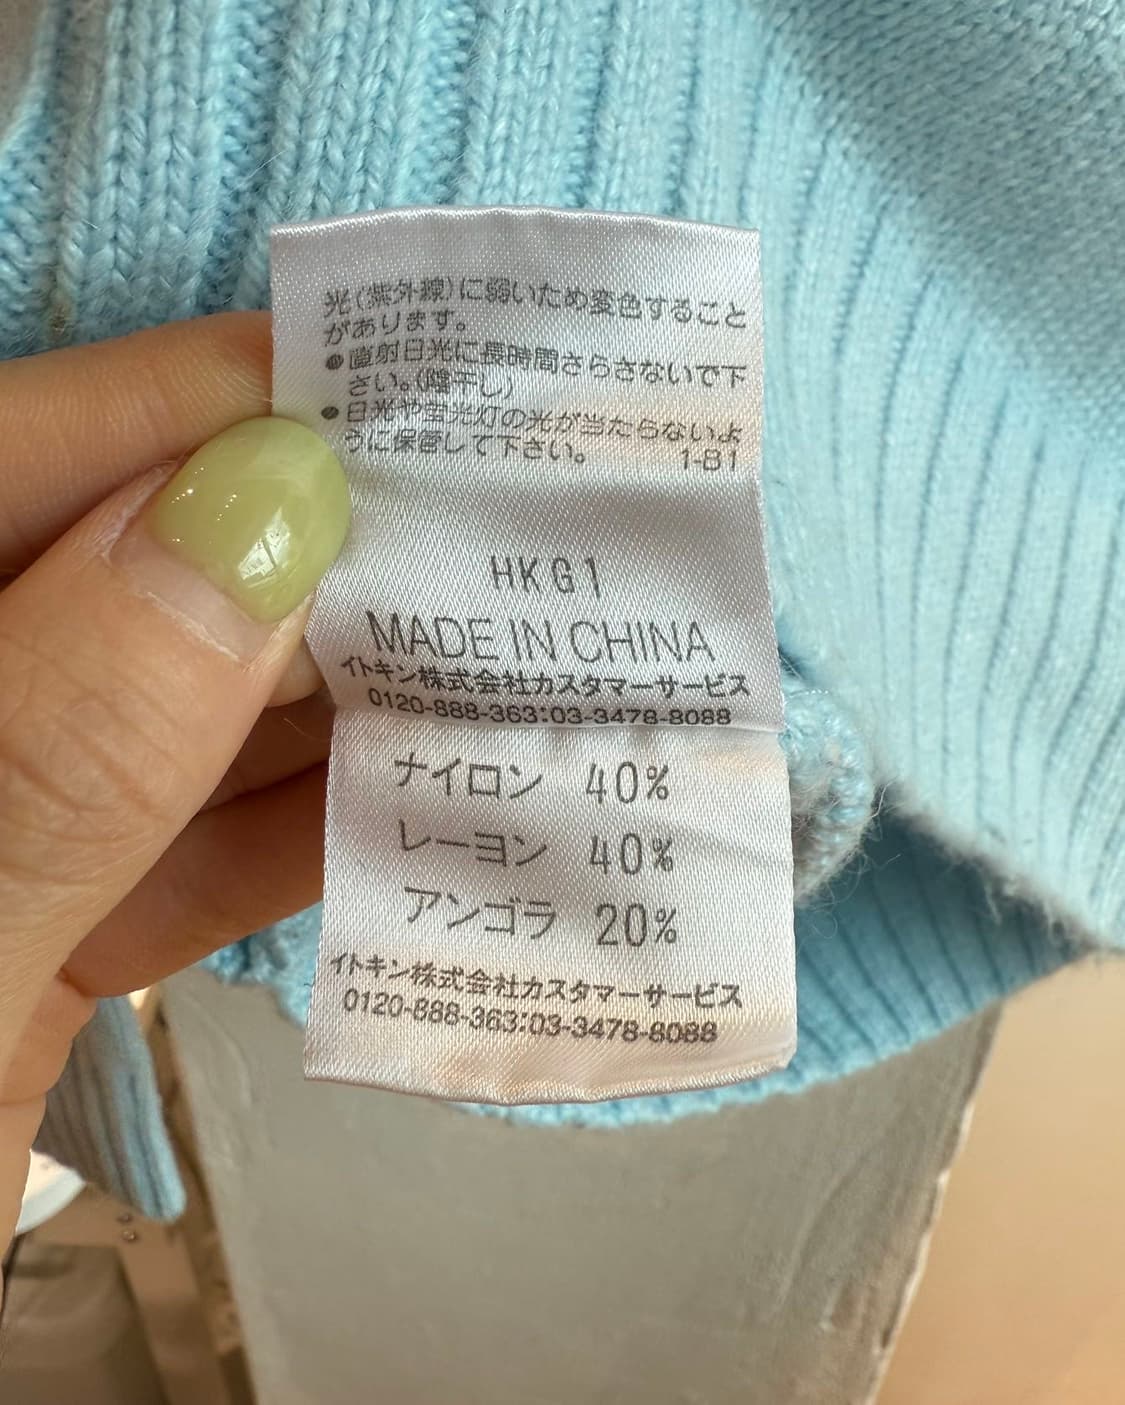 光(紫外線)に弱いため変色すること
があります。
●直射日光に長時間さらさないで下
さい。(陰干し)
●日光や蛍光灯の光が当たらないよ
うに保管して下さい。 1-B1
HKG1
MADE IN CHINA
イトキン株式会社カスタマーサービス
0120-888-363:03-3478-8088
ナイロン 40%
レーヨン 40%
アンゴラ 20%
イトキン株式会社カスタマーサービス
0120-888-363:03-3478-8088